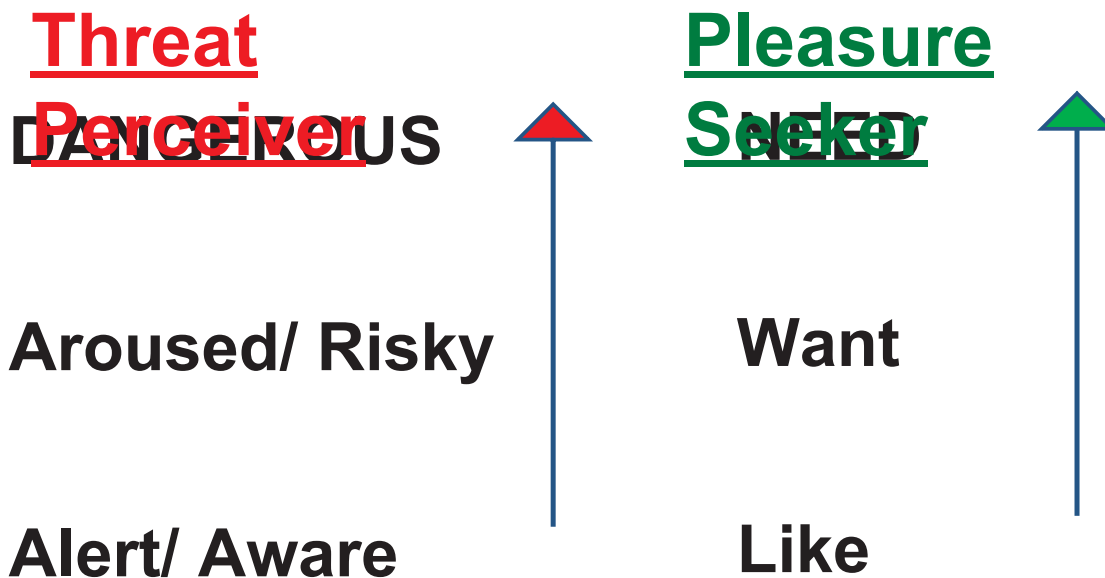 Threat
Perceiver
DANGEROUS
Aroused/ Risky
Alert/ Aware
Pleasure
Seeker
NEED
Want
Like